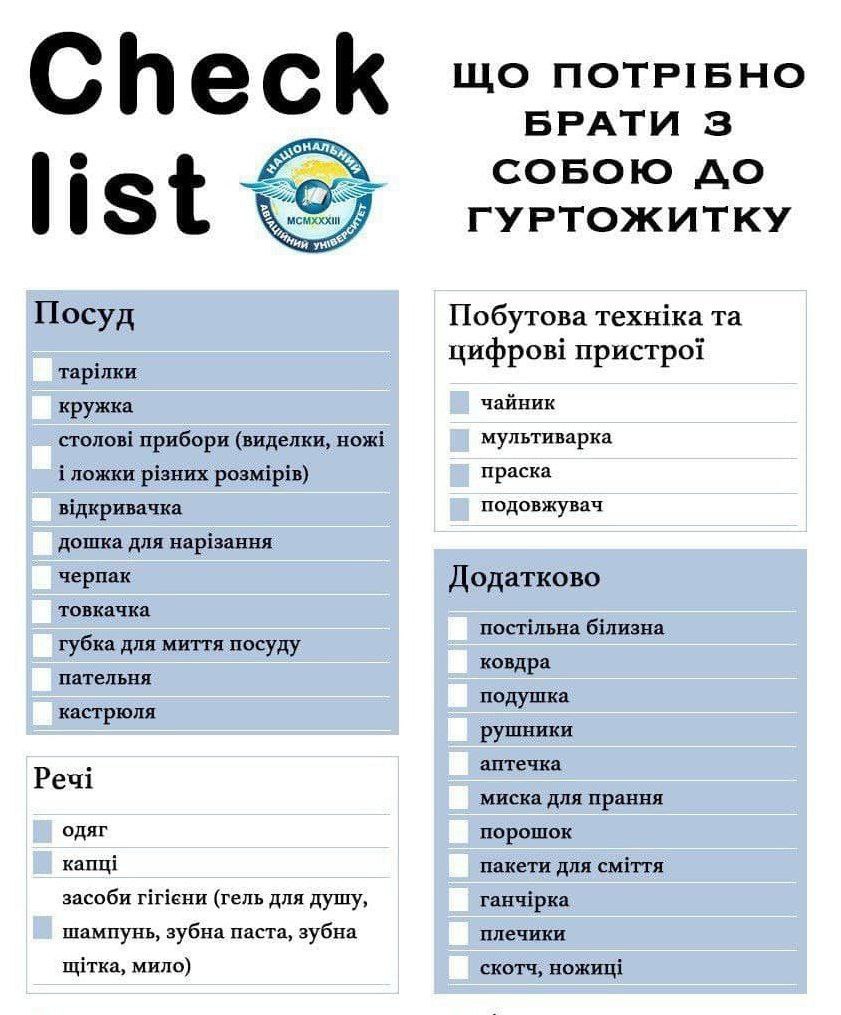 Check
list
НАЦІОНАЛЬНИЙ
MCMXXXIII
АВІАЦІЙНИЙ УНІВЕРСИТЕТ
ЩО ПОТРІБНО
БРАТИ З
СОБОЮ ДО
ГУРТОЖИТКУ
Посуд
тарілки
кружка
столові прибори (виделки, ножі
і ложки різних розмірів)
відкривачка
дошка для нарізання
черпак
товкачка
губка для миття посуду
пательня
кастрюля
Речі
одяг
капці
засоби гігієни (гель для душу,
шампунь, зубна паста, зубна
щітка, мило)
Побутова техніка та
цифрові пристрої
чайник
мультиварка
праска
подовжувач
Додатково
постільна білизна
ковдра
подушка
рушники
аптечка
миска для прання
порошок
пакети для сміття
ганчірка
плечики
скотч, ножиці